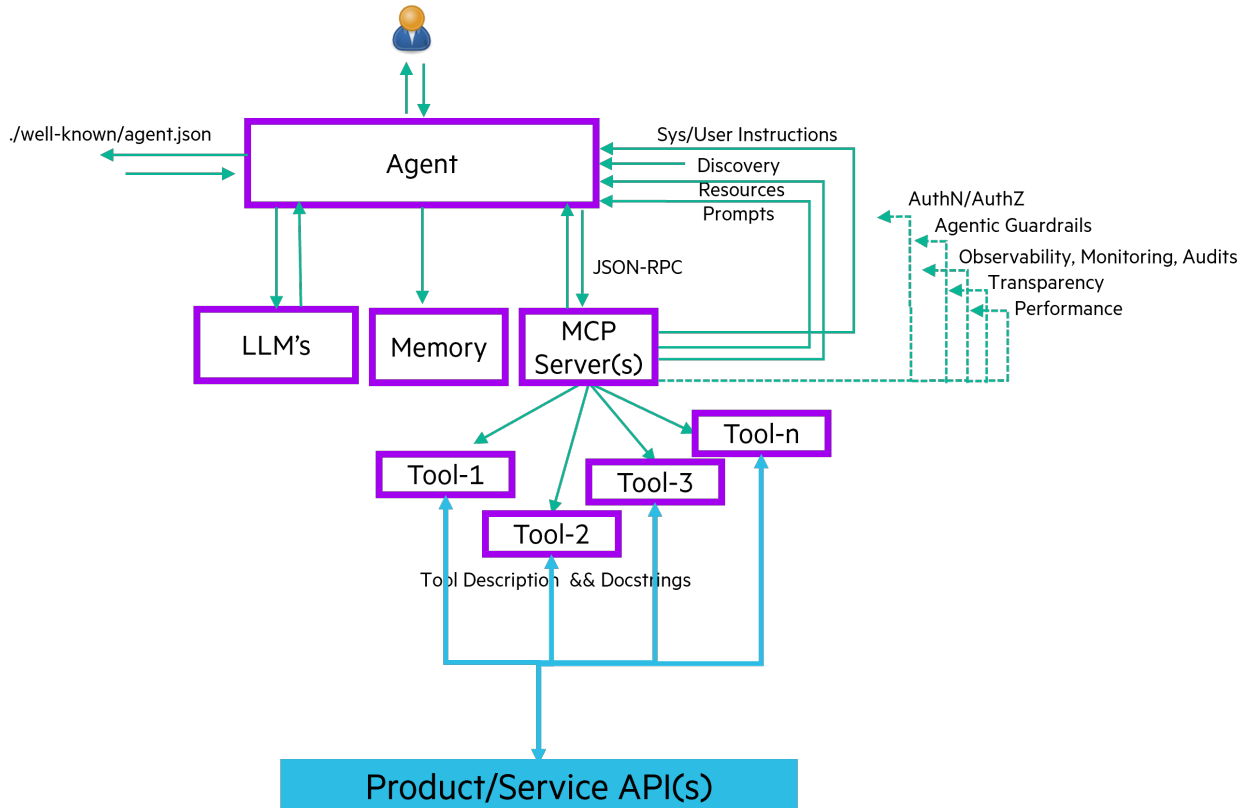 ./well-known/agent.json
Agent
Sys/User Instructions
Discovery
Resources
Prompts
AuthN/AuthZ
Agentic Guardrails
Observability, Monitoring, Audits
Transparency
Performance
JSON-RPC
LLM’s
Memory
MCP
Server(s)
Tool-n
Tool-1
Tool-3
Tool-2
Tool Description && Docstrings
Product/Service API(s)